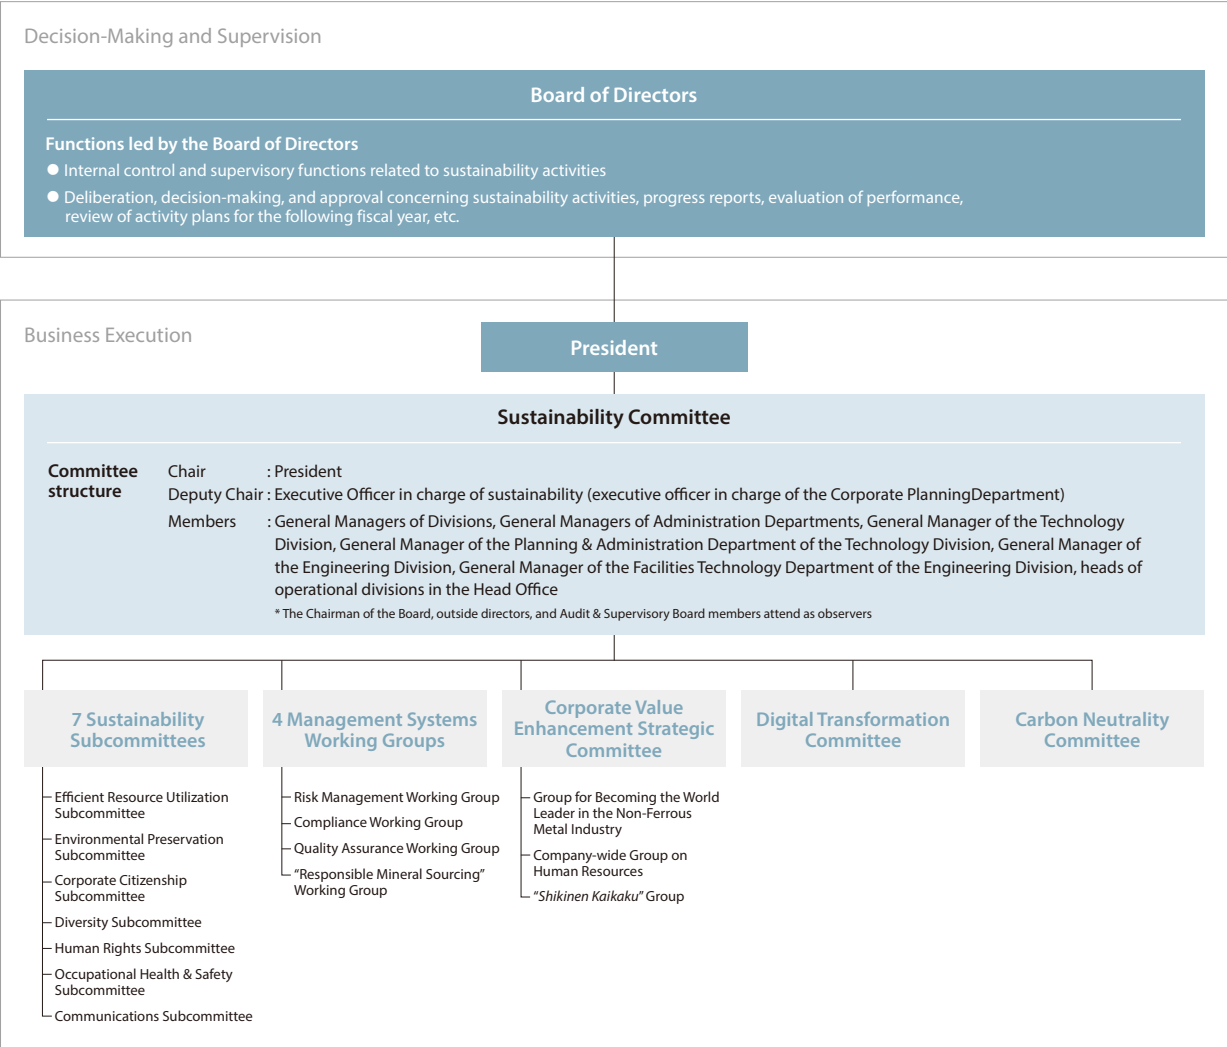 Decision-Making and Supervision
Board of Directors
Functions led by the Board of Directors
● Internal control and supervisory functions related to sustainability activities
● Deliberation, decision-making, and approval concerning sustainability activities, progress reports, evaluation of performance,
review of activity plans for the following fiscal year, etc.
Business Execution
President
Sustainability Committee
Committee
structure
Chair : President
Deputy Chair : Executive Officer in charge of sustainability (executive officer in charge of the Corporate PlanningDepartment)
Members : General Managers of Divisions, General Managers of Administration Departments, General Manager of the Technology
Division, General Manager of the Planning & Administration Department of the Technology Division, General Manager of
the Engineering Division, General Manager of the Facilities Technology Department of the Engineering Division, heads of
operational divisions in the Head Office
* The Chairman of the Board, outside directors, and Audit & Supervisory Board members attend as observers
7 Sustainability
Subcommittees
Efficient Resource Utilization
Subcommittee
Environmental Preservation
Subcommittee
Corporate Citizenship
Subcommittee
Diversity Subcommittee
Human Rights Subcommittee
Occupational Health & Safety
Subcommittee
Communications Subcommittee
4 Management Systems
Working Groups
Risk Management Working Group
Compliance Working Group
Quality Assurance Working Group
“Responsible Mineral Sourcing”
Working Group
Corporate Value
Enhancement Strategic
Committee
Group for Becoming the World
Leader in the Non-Ferrous
Metal Industry
Company-wide Group on
Human Resources
“Shikinen Kaikaku” Group
Digital Transformation
Committee
Carbon Neutrality
Committee